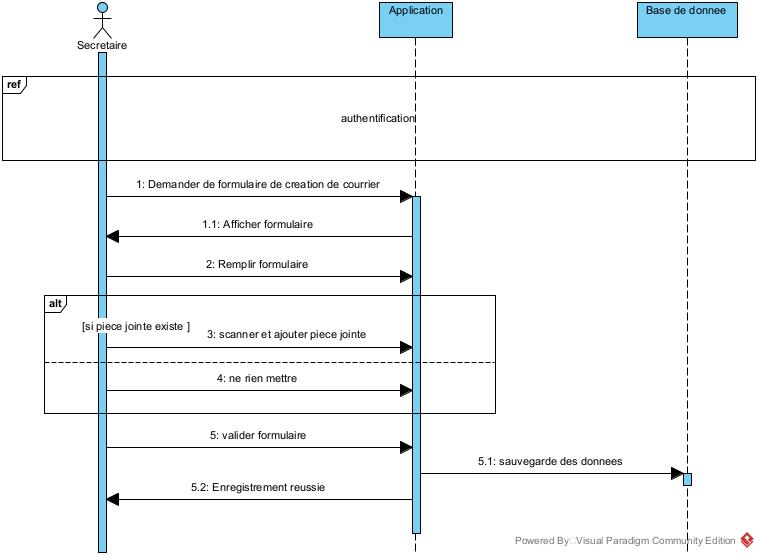 Secretaire
Application
Base de donnee
ref
authentification
1: Demander de formulaire de creation de courrier
1.1: Afficher formulaire
2: Remplir formulaire
alt
[si piece jointe existe ]
3: scanner et ajouter piece jointe
4: ne rien mettre
5: valider formulaire
5.1: sauvegarde des donnees
5.2: Enregistrement reussie
Powered By Visual Paradigm Community Edition